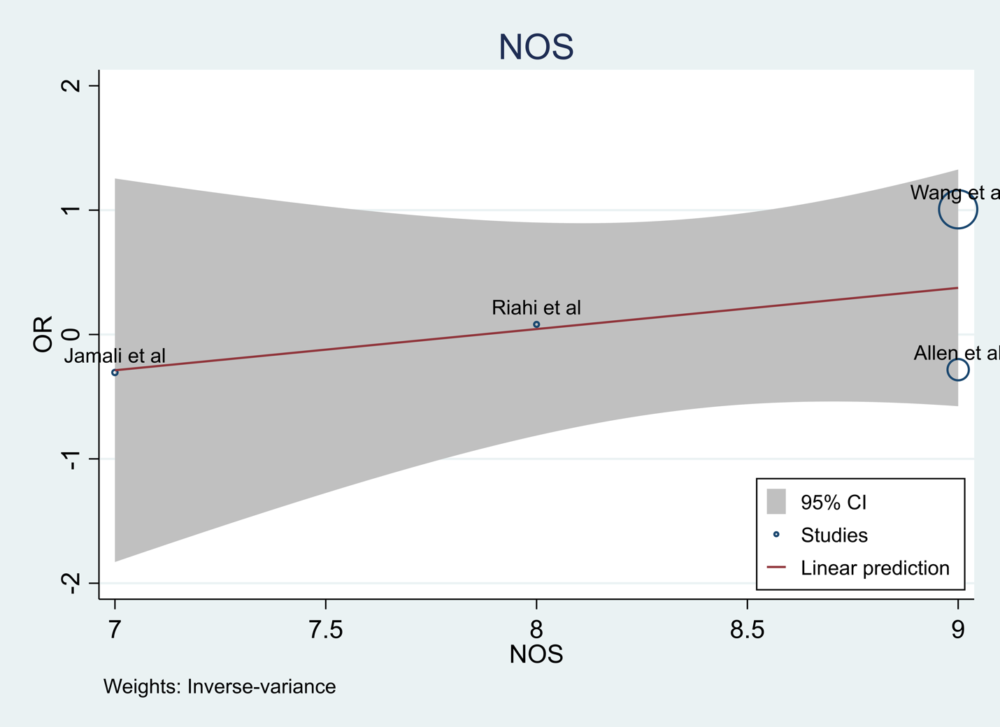 NOS
2
1
0
-1
-2
OR
Wang et a
Riahi et al
Jamali et al
Allen et al
95% CI
Studies
Linear prediction
7 7.5 8 8.5 9
NOS
Weights: Inverse-variance